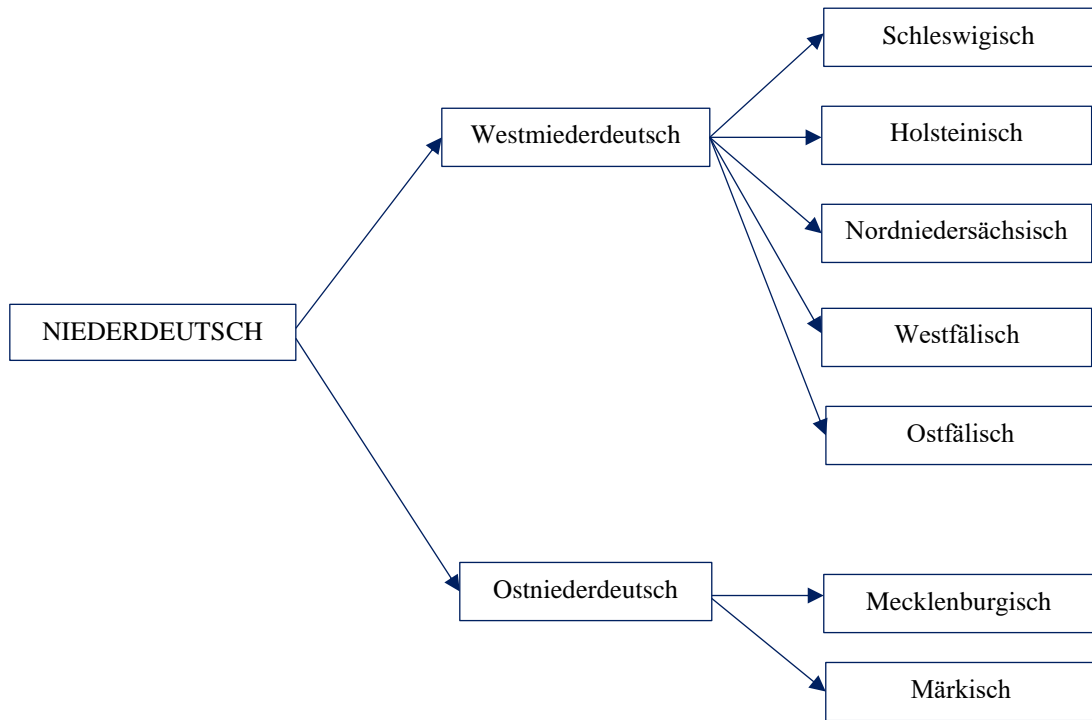 Schleswigisch
Westmiederdeutsch
Holsteinisch
Nordniedersächsisch
NIEDERDEUTSCH
Westfälisch
Ostfälisch
Ostniederdeutsch
Mecklenburgisch
Märkisch